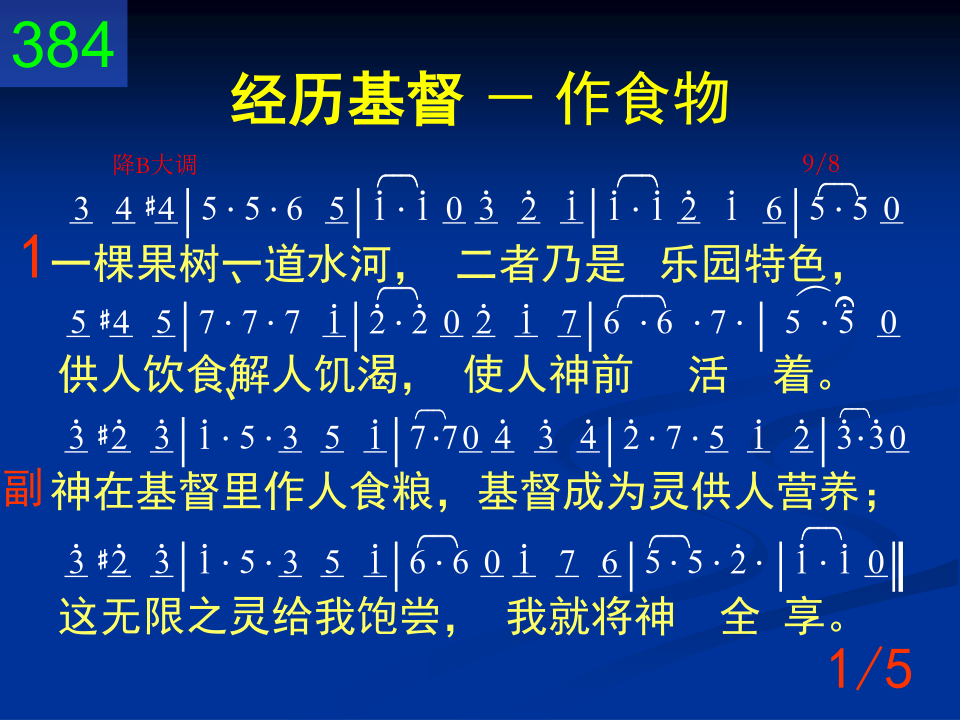 384
经历基督 － 作食物
降B大调 9/8
3 4 #4|5·5·6 5|i·i 0 3̇ 2̇ i|i·i 2̇ i 6|5·5 0
1 一棵果树、一道水河， 二者乃是 乐园特色，
5 #4 5|7·7·7 i|2̇·2̇ 0 2̇ i 7|6·6·7·|5·5 0
供人饮食、解人饥渴， 使人神前 活 着。
3̇ #2̇ 3̇|i·5·3 5 i|7·7 0 4̇ 3̇ 4̇|2̇·7·5 i 2̇|3̇·3̇ 0
副 神在基督里作人食粮，基督成为灵供人营养；
3̇ #2̇ 3̇|i·5·3 5 i|6·6 0 i 7 6|5·5·2̇·|i·i 0‖
这无限之灵给我饱尝， 我就将神 全 享。
1/5